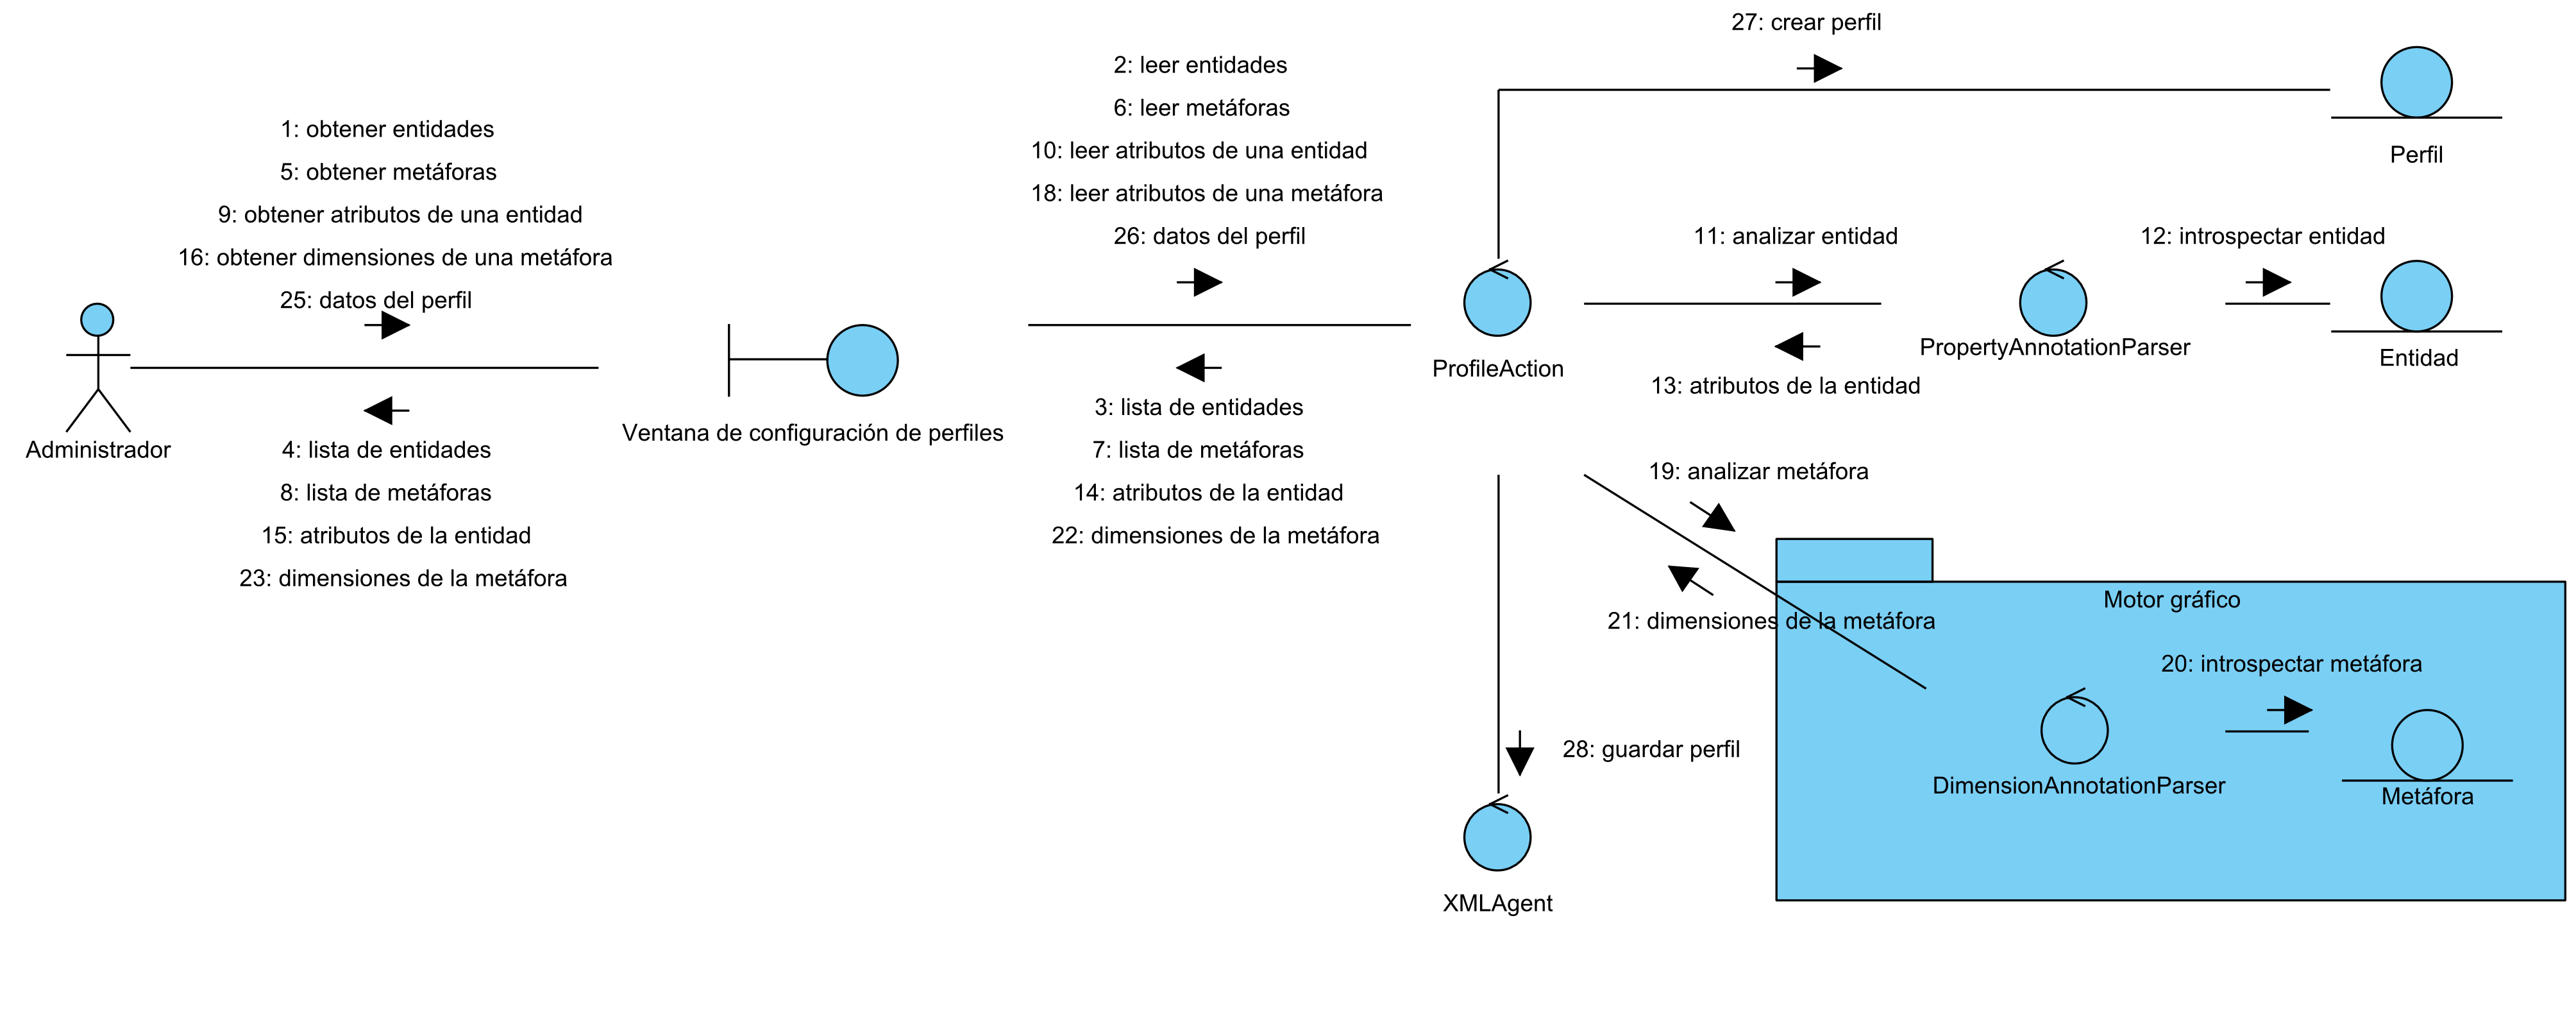 27: crear perfil
Perfil
1: obtener entidades
5: obtener metáforas
9: obtener atributos de una entidad
16: obtener dimensiones de una metáfora
25: datos del perfil
Administrador
4: lista de entidades
8: lista de metáforas
15: atributos de la entidad
23: dimensiones de la metáfora
Ventana de configuración de perfiles
2: leer entidades
6: leer metáforas
10: leer atributos de una entidad
18: leer atributos de una metáfora
26: datos del perfil
3: lista de entidades
7: lista de metáforas
14: atributos de la entidad
22: dimensiones de la metáfora
ProfileAction
11: analizar entidad
13: atributos de la entidad
PropertyAnnotationParser
12: introspectar entidad
Entidad
19: analizar metáfora
21: dimensiones de la metáfora
Motor gráfico
20: introspectar metáfora
DimensionAnnotationParser
Metáfora
28: guardar perfil
XMLAgent